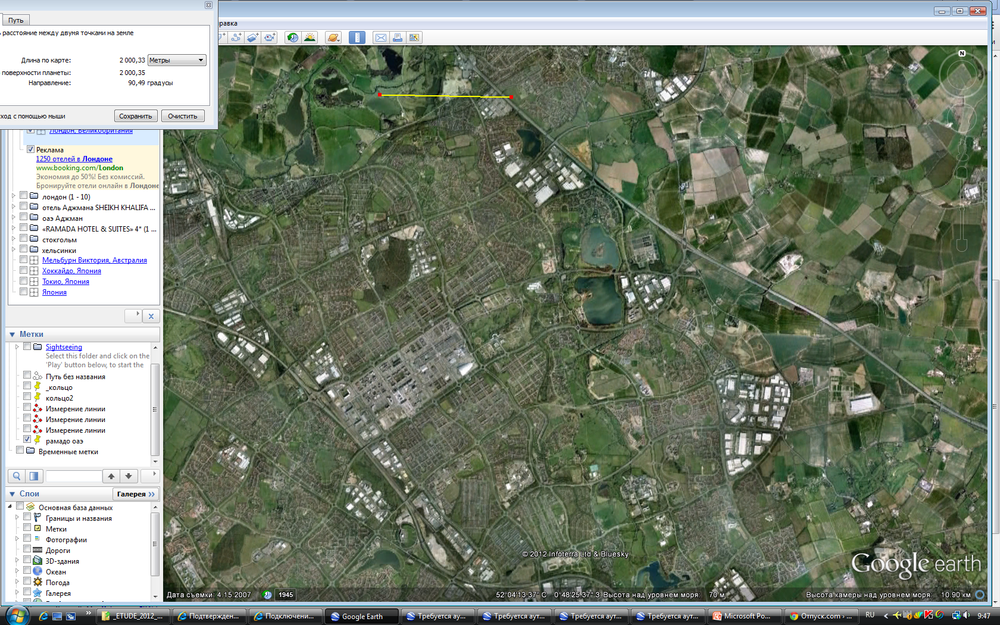 Путь
расстояние между двумя точками на земле
Длина по карте: 2 000,33 Метры
поверхности планеты: 2 000,35
Направление: 90,49 градусы
ход с помощью мыши
Сохранить Очистить
равка
N
Лондон, Великобритания
Реклама
1250 отелей в Лондоне
www.booking.com/London
Экономия до 50%! Без комиссий.
Бронируйте отели онлайн в Лондоне
лондон (1 - 10)
отель Аджмана SHEIKH KHALIFA ...
оаэ Аджман
«RAMADA HOTEL & SUITES» 4* (1 ...
стокгольм
хельсинки
Мельбурн Виктория, Австралия
Хоккайдо, Япония
Токио, Япония
Япония
Метки
Sightseeing
Select this folder and click on the
'Play' button below, to start the
Путь без названия
_кольцо
кольцо2
Измерение линии
Измерение линии
Измерение линии
рамадо оаэ
Временные метки
Слои
Галерея >>
Основная база данных
Границы и названия
Метки
Фотографии
Дороги
3D-здания
Океан
Погода
Галерея
© 2012 Infoterra Ltd & Bluesky
Google earth
Дата съемки: 4.15.2007 1945 52°04'13.37" С 0°48'25.37" З Высота над уровнем моря: 70 м Высота камеры над уровнем моря: 10.90 км
_ETUDE_2012_... Подтвержден... Подключени... Google Earth Требуется ау... Требуется аут... Требуется аут... Требуется аут... Microsoft Po... Отпуск.com › ... RU 9:47